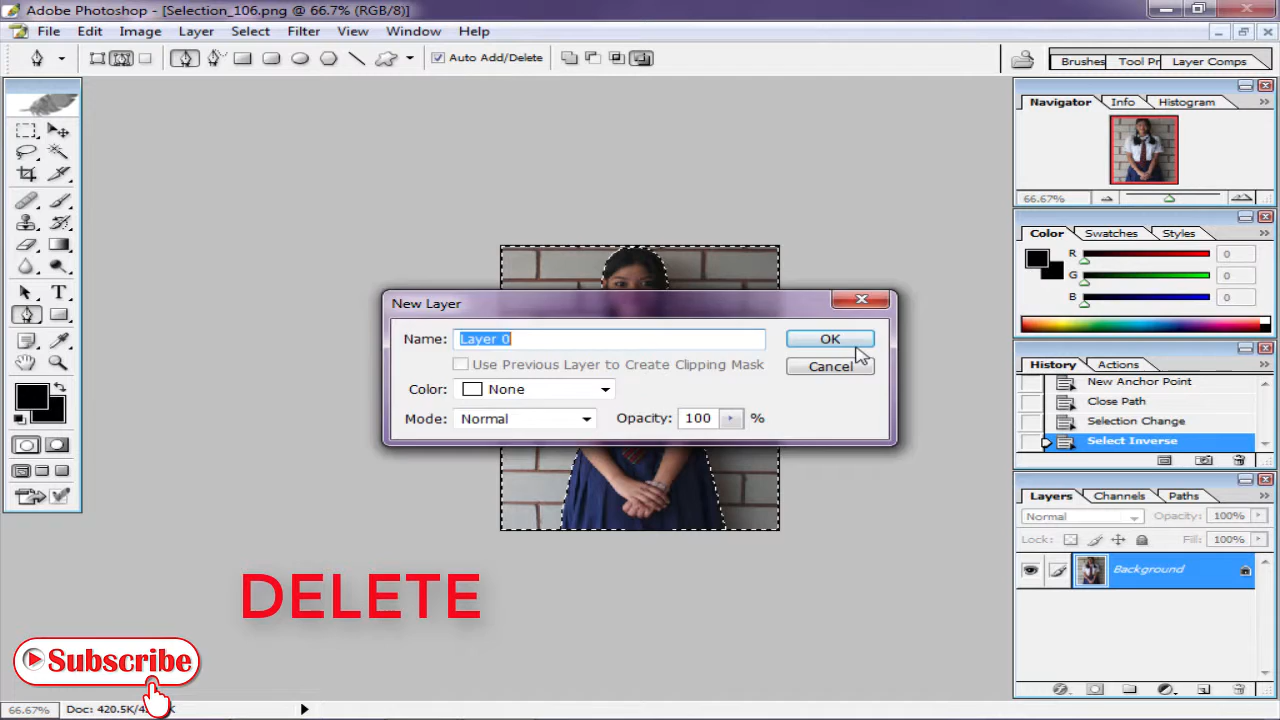 Adobe Photoshop - [Selection_106.png @ 66.7% (RGB/8)]
File Edit Image Layer Select Filter View Window Help
Auto Add/Delete
Brushes Tool Pr Layer Comps
Navigator Info Histogram
66.67%
Color Swatches Styles
R 0
G 0
B 0
New Layer
Name: Layer 0 OK
Use Previous Layer to Create Clipping Mask Cancel
Color: None
Mode: Normal Opacity: 100 %
History Actions
New Anchor Point
Close Path
Selection Change
Select Inverse
Layers Channels Paths
Normal Opacity: 100%
Lock: Fill: 100%
Background
DELETE
Subscribe
66.67% Doc: 420.5K/